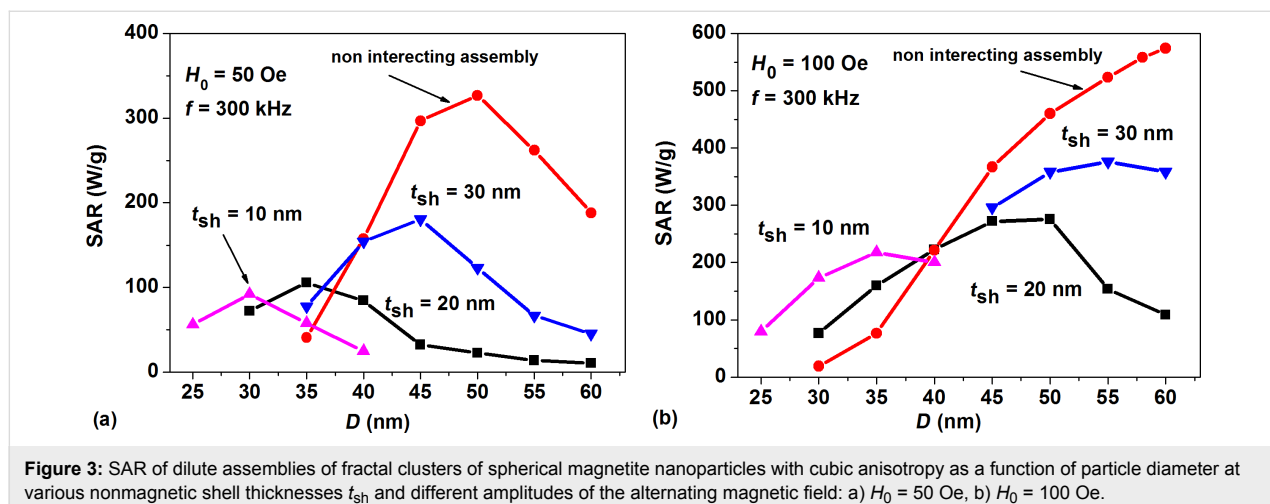 400
300
200
100
0
SAR (W/g)
H0 = 50 Oe
f = 300 kHz
non interecting assembly
tsh = 30 nm
tsh = 10 nm
tsh = 20 nm
25 30 35 40 45 50 55 60
(a)
D (nm)
600
500
400
300
200
100
0
SAR (W/g)
H0 = 100 Oe
f = 300 kHz
non interecting assembly
tsh = 30 nm
tsh = 10 nm
tsh = 20 nm
25 30 35 40 45 50 55 60
(b)
D (nm)
Figure 3: SAR of dilute assemblies of fractal clusters of spherical magnetite nanoparticles with cubic anisotropy as a function of particle diameter at
various nonmagnetic shell thicknesses tsh and different amplitudes of the alternating magnetic field: a) H0 = 50 Oe, b) H0 = 100 Oe.